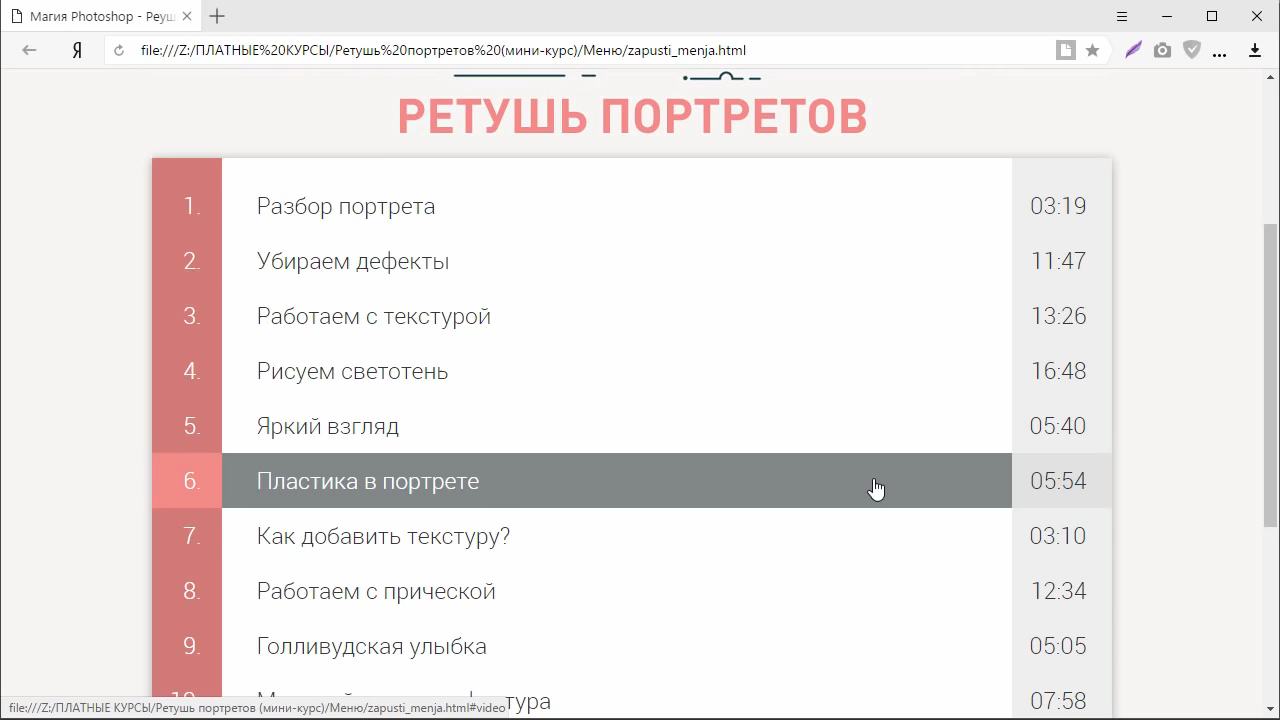 Магия Photoshop - Реуш
file:///Z:/ПЛАТНЫЕ%20КУРСЫ/Ретушь%20портретов%20(мини-курс)/Меню/zapusti_menja.html
РЕТУШЬ ПОРТРЕТОВ
1. Разбор портрета 03:19
2. Убираем дефекты 11:47
3. Работаем с текстурой 13:26
4. Рисуем светотень 16:48
5. Яркий взгляд 05:40
6. Пластика в портрете 05:54
7. Как добавить текстуру? 03:10
8. Работаем с прической 12:34
9. Голливудская улыбка 05:05
07:58
file:///Z:/ПЛАТНЫЕ КУРСЫ/Ретушь портретов (мини-курс)/Меню/zapusti_menja.html#video